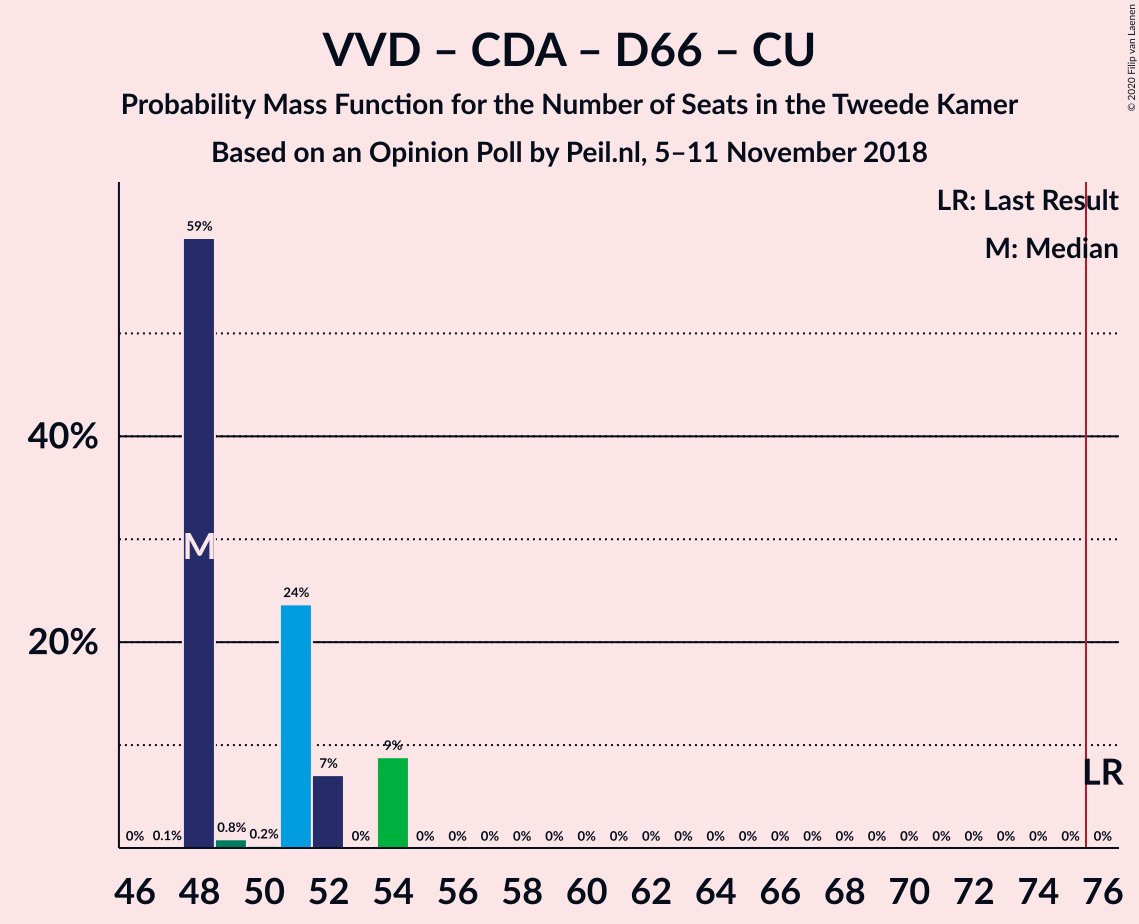 VVD – CDA – D66 – CU
Probability Mass Function for the Number of Seats in the Tweede Kamer
Based on an Opinion Poll by Peil.nl, 5–11 November 2018
© 2020 Filip van Laenen
LR: Last Result
M: Median
59%
40%
M
24%
20%
9%
7%
LR
0% 0.1% 0.8% 0.2% 0% 0% 0% 0% 0% 0% 0% 0% 0% 0% 0% 0% 0% 0% 0% 0% 0% 0% 0% 0% 0% 0% 0%
46 48 50 52 54 56 58 60 62 64 66 68 70 72 74 76